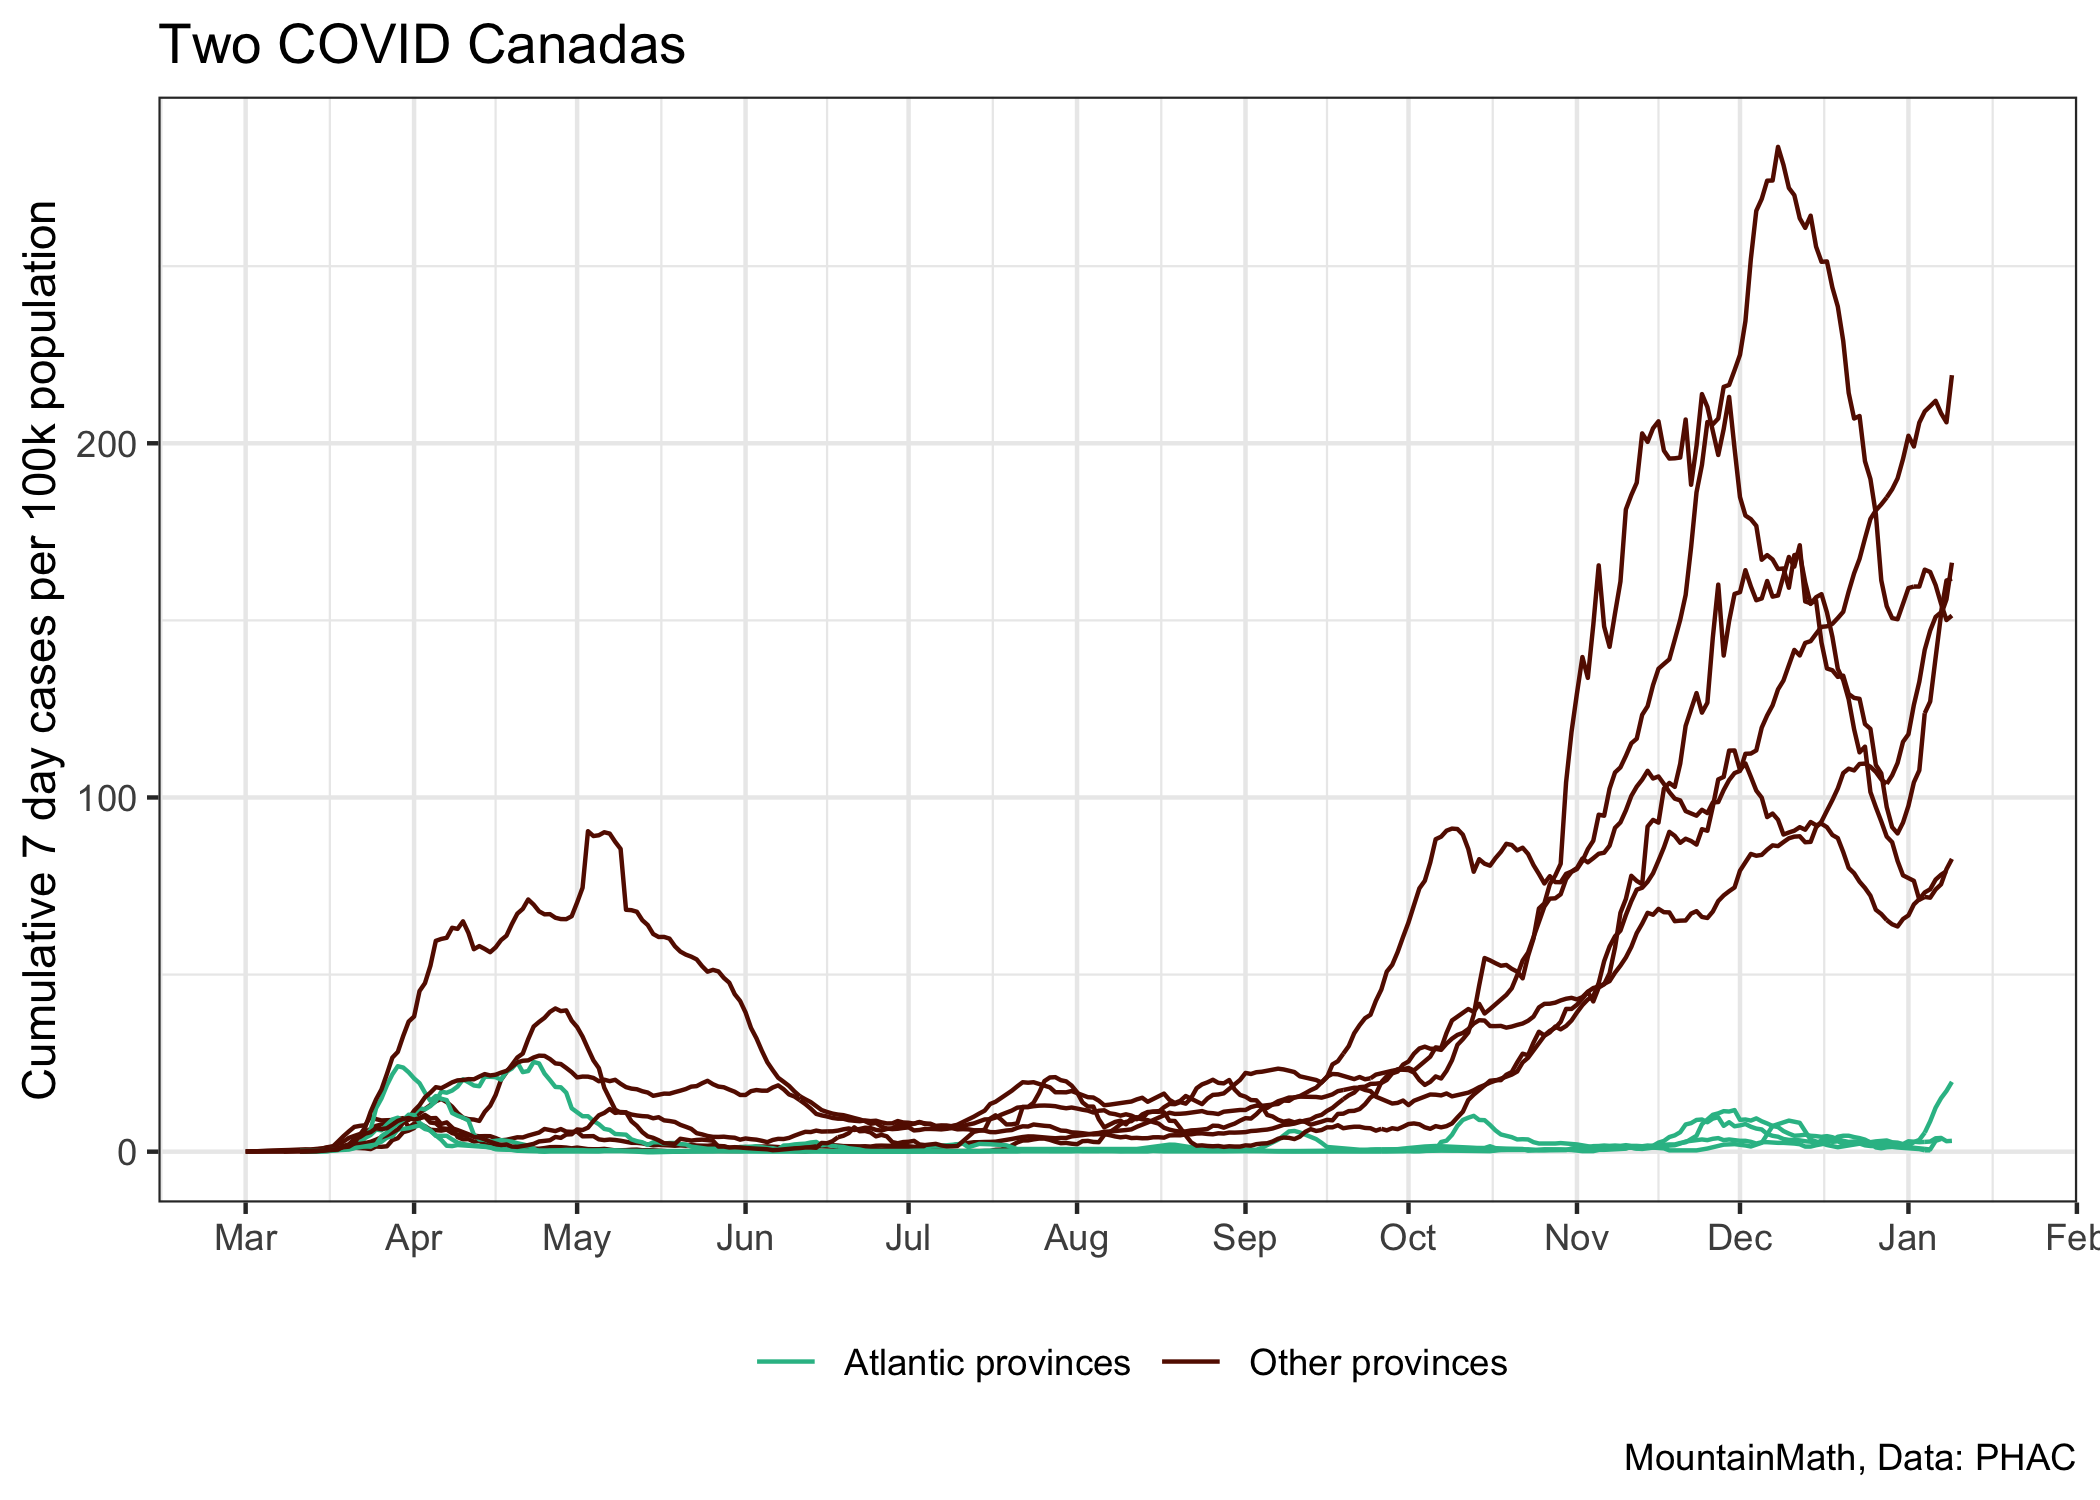 Two COVID Canadas
Cumulative 7 day cases per 100k population
200
100
0
Mar Apr May Jun Jul Aug Sep Oct Nov Dec Jan Feb
Atlantic provinces Other provinces
MountainMath, Data: PHAC